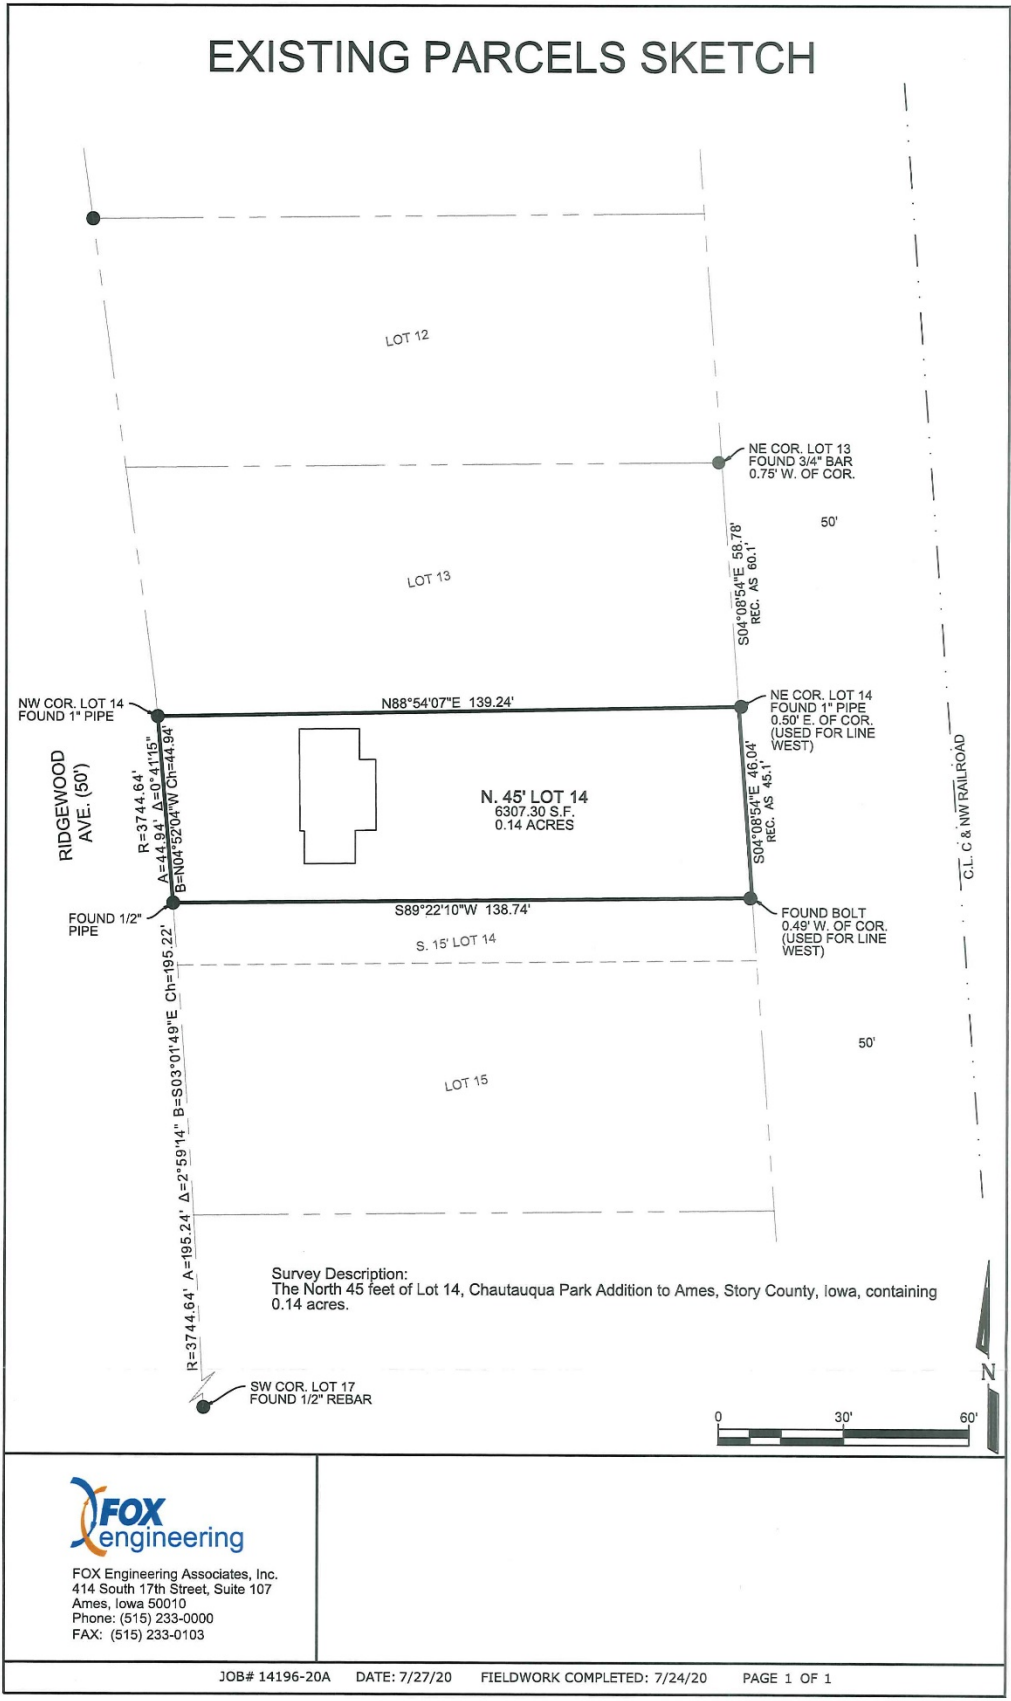 EXISTING PARCELS SKETCH
LOT 12
NE COR. LOT 13
FOUND 3/4" BAR
0.75' W. OF COR.
50'
S04°08'54"E 58.78'
REC. AS 60.1'
LOT 13
NW COR. LOT 14
FOUND 1" PIPE
N88°54'07"E 139.24'
NE COR. LOT 14
FOUND 1" PIPE
0.50' E. OF COR.
(USED FOR LINE
WEST)
RIDGEWOOD
AVE. (50')
R=3744.64'
A=44.94' Δ=0°41'15"
B=N04°52'04"W Ch=44.94'
N. 45' LOT 14
6307.30 S.F.
0.14 ACRES
S04°08'54"E 46.04'
REC. AS 45.1'
C.L. C & NW RAILROAD
FOUND 1/2"
PIPE
S89°22'10"W 138.74'
FOUND BOLT
0.49' W. OF COR.
(USED FOR LINE
WEST)
S. 15' LOT 14
50'
LOT 15
R=3744.64' A=195.24' Δ=2°59'14" B=S03°01'49"E Ch=195.22'
Survey Description:
The North 45 feet of Lot 14, Chautauqua Park Addition to Ames, Story County, Iowa, containing
0.14 acres.
SW COR. LOT 17
FOUND 1/2" REBAR
N
0 30' 60'
FOX
engineering
FOX Engineering Associates, Inc.
414 South 17th Street, Suite 107
Ames, Iowa 50010
Phone: (515) 233-0000
FAX: (515) 233-0103
JOB# 14196-20A DATE: 7/27/20 FIELDWORK COMPLETED: 7/24/20 PAGE 1 OF 1